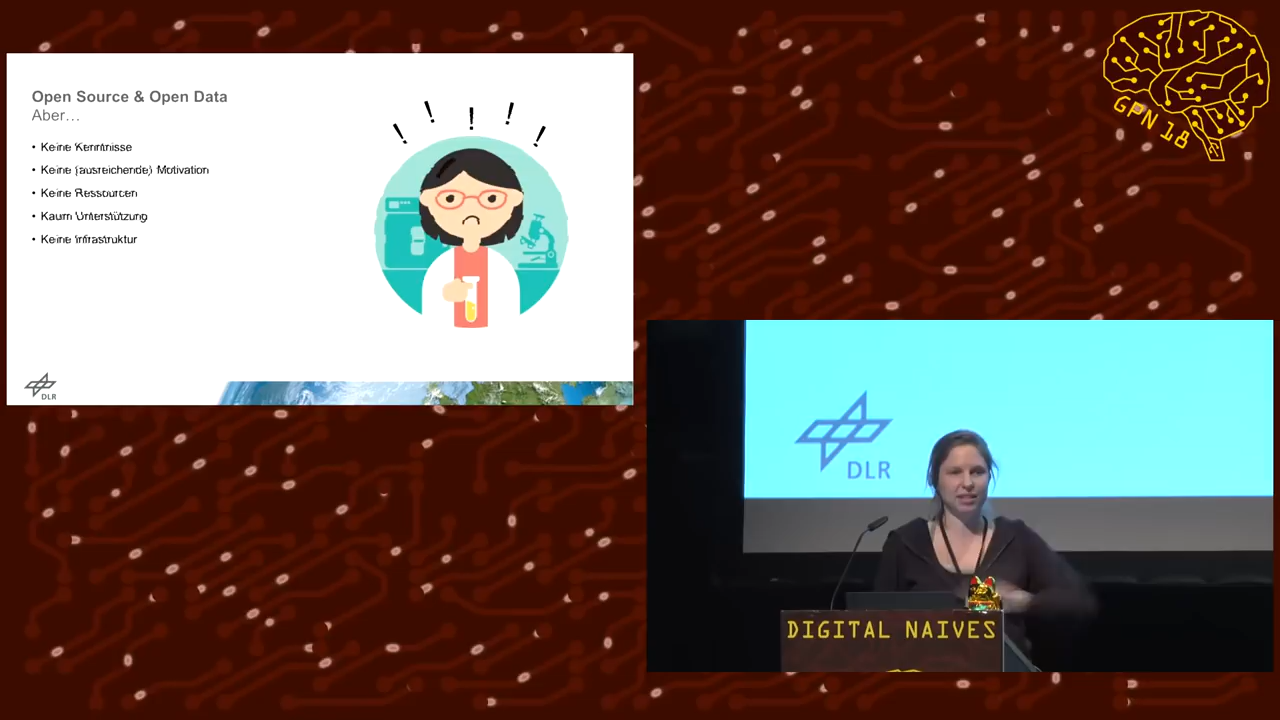 GPN 18
Open Source & Open Data
Aber…
• Keine Kenntnisse
• Keine (ausreichende) Motivation
• Keine Ressourcen
• Kaum Unterstützung
• Keine Infrastruktur
! ! ! ! !
DLR
DLR
DIGITAL NAIVES